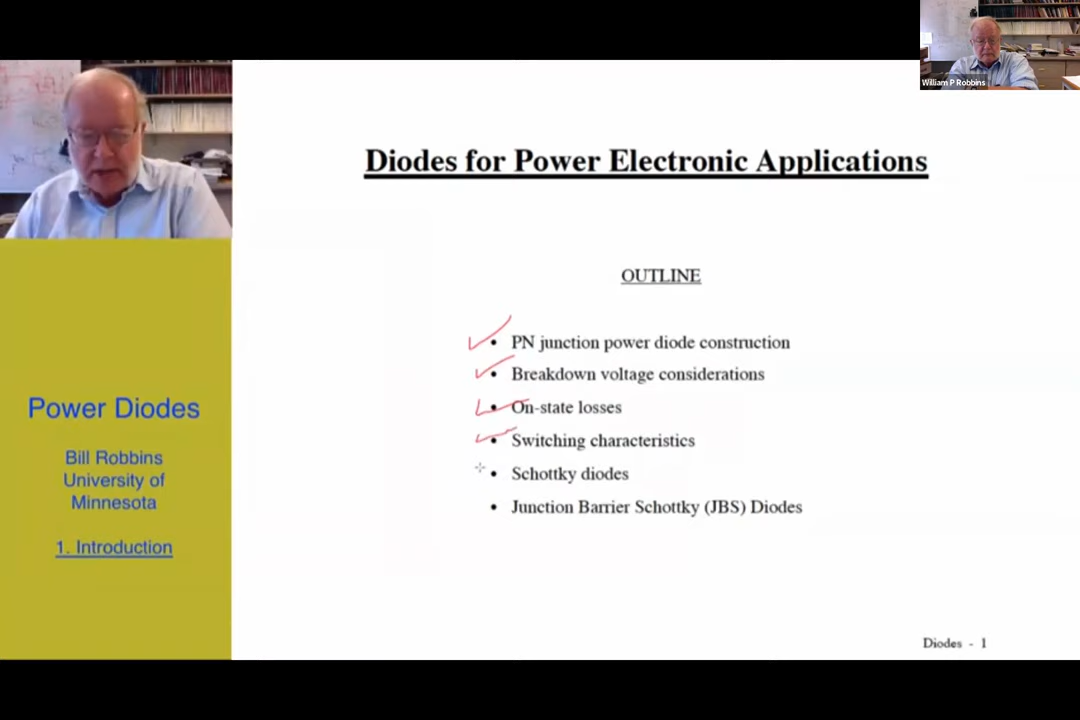 William P Robbins
Diodes for Power Electronic Applications
OUTLINE
• PN junction power diode construction
• Breakdown voltage considerations
• On-state losses
• Switching characteristics
• Schottky diodes
• Junction Barrier Schottky (JBS) Diodes
Power Diodes
Bill Robbins
University of
Minnesota
1. Introduction
Diodes - 1